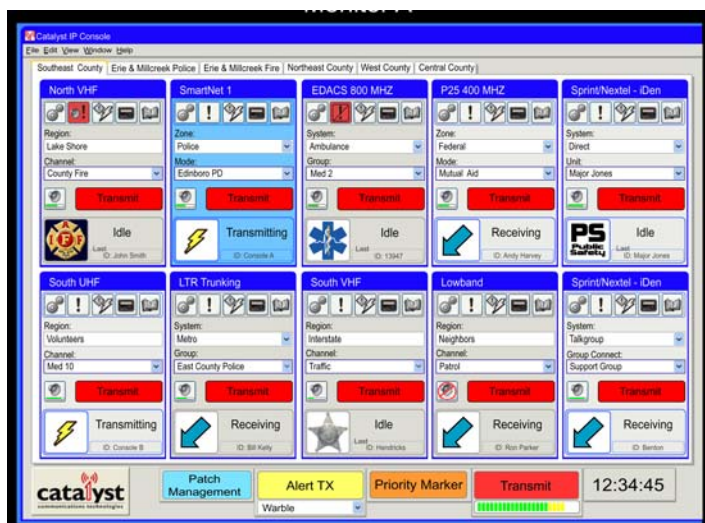 Catalyst IP Console
File Edit View Window Help
Southeast County Erie & Millcreek Police Erie & Millcreek Fire Northeast County West County Central County
North VHF
Region:
Lake Shore
Channel:
County Fire
Transmit
Idle
Last
ID: John Smith
SmartNet 1
Zone:
Police
Mode:
Edinboro PD
Transmit
Transmitting
ID: Console A
EDACS 800 MHZ
System:
Ambulance
Group:
Med 2
Transmit
Idle
Last
ID: 13947
P25 400 MHZ
Zone:
Federal
Mode:
Mutual Aid
Transmit
Receiving
ID: Andy Harvey
Sprint/Nextel - iDen
System:
Direct
Unit:
Major Jones
Transmit
PS
Public
Safety
Idle
Last
ID: Major Jones
South UHF
Region:
Volunteers
Channel:
Med 10
Transmit
Transmitting
ID: Console B
LTR Trunking
System:
Metro
Group:
East County Police
Transmit
Receiving
ID: Bill Kelly
South VHF
Region:
Interstate
Channel:
Traffic
Transmit
Idle
Last
ID: Hendricks
Lowband
Region:
Neighbors
Channel:
Patrol
Transmit
Receiving
ID: Ron Parker
Sprint/Nextel - iDen
System:
Talkgroup
Group Connect:
Support Group
Transmit
Receiving
ID: Benton
catalyst
communications technologies
Patch
Management
Alert TX
Warble
Priority Marker
Transmit
12:34:45